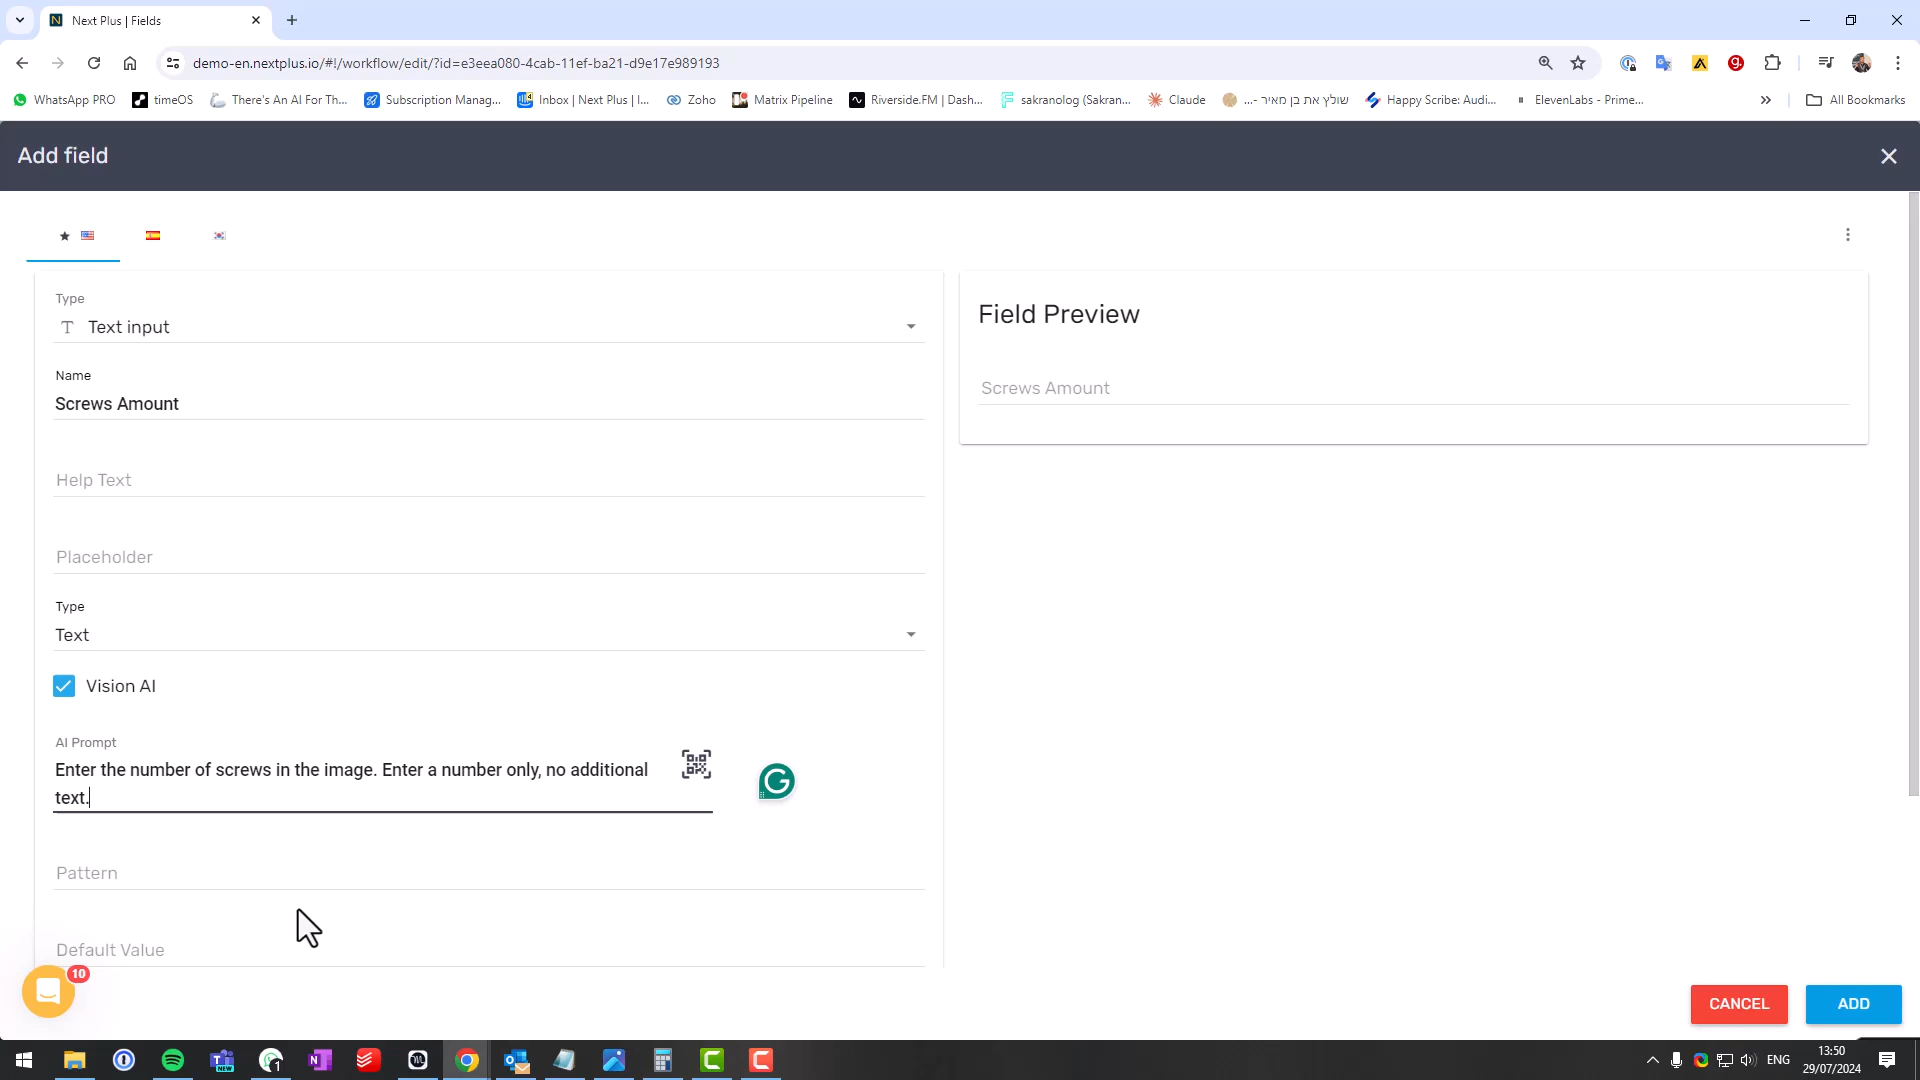 Next Plus | Fields
demo-en.nextplus.io/#!/workflow/edit/?id=e3eea080-4cab-11ef-ba21-d9e17e989193
WhatsApp PRO
timeOS
There's An AI For Th...
Subscription Manag...
Inbox | Next Plus | I...
Zoho
Matrix Pipeline
Riverside.FM | Dash...
sakranolog (Sakran...
Claude
שולץ את בן מאיר -...
Happy Scribe: Audi...
ElevenLabs - Prime...
All Bookmarks
Add field
Type
Text input
Name
Screws Amount
Help Text
Placeholder
Type
Text
Vision AI
AI Prompt
Enter the number of screws in the image. Enter a number only, no additional
text.
Pattern
Default Value
10
Field Preview
Screws Amount
CANCEL
ADD
ENG
13:50
29/07/2024